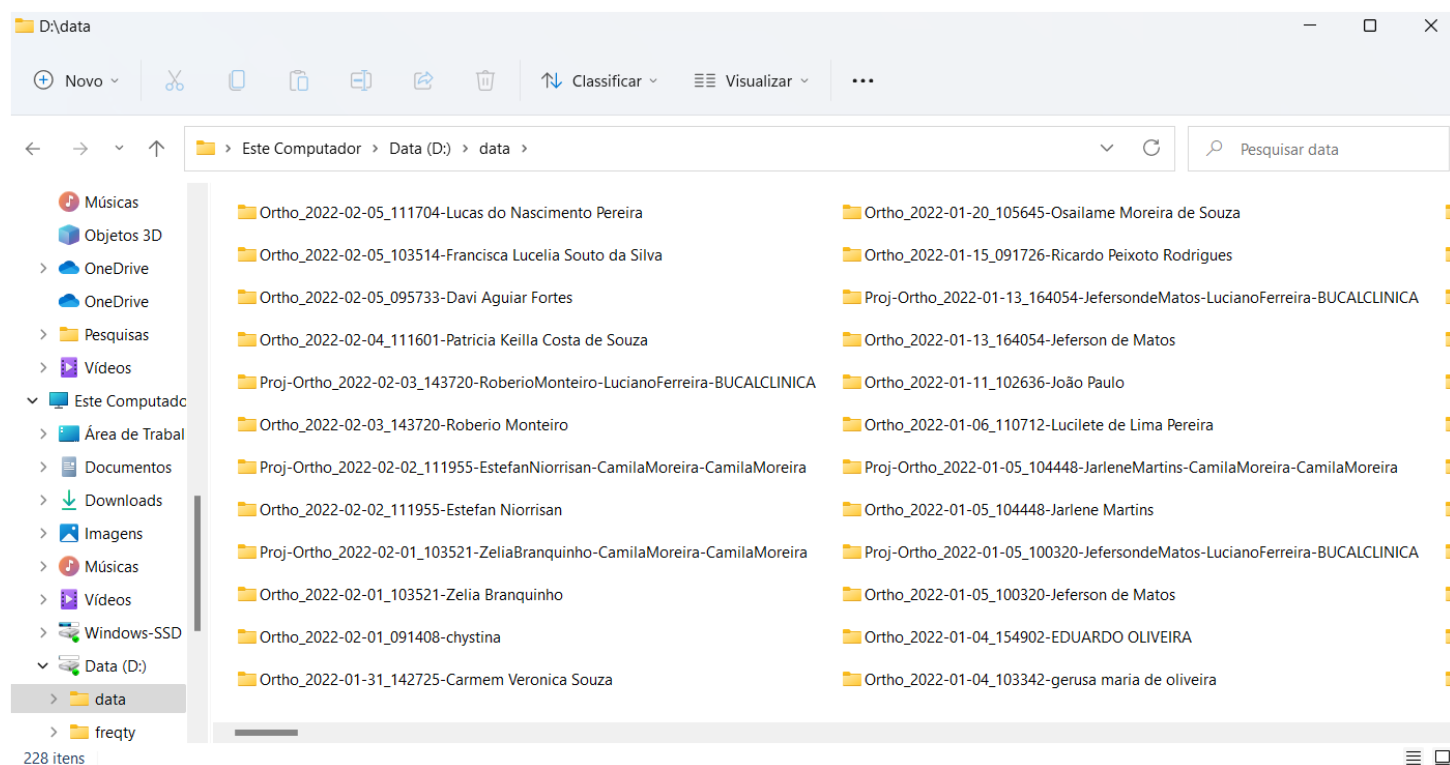 D:\data
Novo
Classificar
Visualizar
Este Computador > Data (D:) > data >
Pesquisar data
Músicas
Objetos 3D
OneDrive
OneDrive
Pesquisas
Vídeos
Este Computado
Área de Trabal
Documentos
Downloads
Imagens
Músicas
Vídeos
Windows-SSD
Data (D:)
data
freqty
Ortho_2022-02-05_111704-Lucas do Nascimento Pereira
Ortho_2022-02-05_103514-Francisca Lucelia Souto da Silva
Ortho_2022-02-05_095733-Davi Aguiar Fortes
Ortho_2022-02-04_111601-Patricia Keilla Costa de Souza
Proj-Ortho_2022-02-03_143720-RoberioMonteiro-LucianoFerreira-BUCALCLINICA
Ortho_2022-02-03_143720-Roberio Monteiro
Proj-Ortho_2022-02-02_111955-EstefanNiorrisan-CamilaMoreira-CamilaMoreira
Ortho_2022-02-02_111955-Estefan Niorrisan
Proj-Ortho_2022-02-01_103521-ZeliaBranquinho-CamilaMoreira-CamilaMoreira
Ortho_2022-02-01_103521-Zelia Branquinho
Ortho_2022-02-01_091408-chystina
Ortho_2022-01-31_142725-Carmem Veronica Souza
Ortho_2022-01-20_105645-Osailame Moreira de Souza
Ortho_2022-01-15_091726-Ricardo Peixoto Rodrigues
Proj-Ortho_2022-01-13_164054-JefersondeMatos-LucianoFerreira-BUCALCLINICA
Ortho_2022-01-13_164054-Jeferson de Matos
Ortho_2022-01-11_102636-João Paulo
Ortho_2022-01-06_110712-Lucilete de Lima Pereira
Proj-Ortho_2022-01-05_104448-JarleneMartins-CamilaMoreira-CamilaMoreira
Ortho_2022-01-05_104448-Jarlene Martins
Proj-Ortho_2022-01-05_100320-JefersondeMatos-LucianoFerreira-BUCALCLINICA
Ortho_2022-01-05_100320-Jeferson de Matos
Ortho_2022-01-04_154902-EDUARDO OLIVEIRA
Ortho_2022-01-04_103342-gerusa maria de oliveira
228 itens